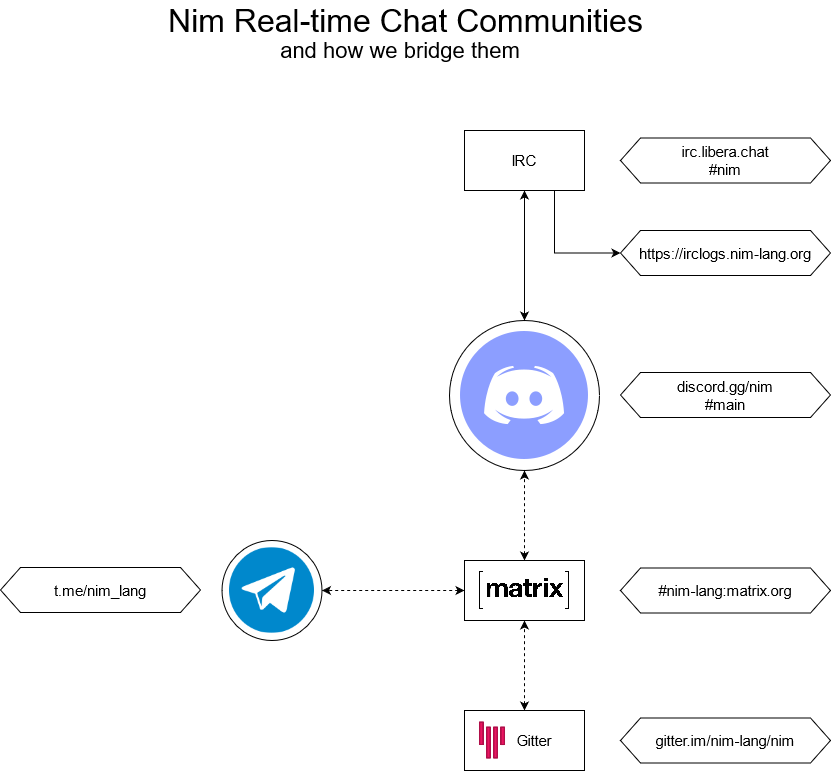 Nim Real-time Chat Communities
and how we bridge them
IRC
irc.libera.chat
#nim
https://irclogs.nim-lang.org
discord.gg/nim
#main
t.me/nim_lang
[matrix]
#nim-lang:matrix.org
Gitter
gitter.im/nim-lang/nim